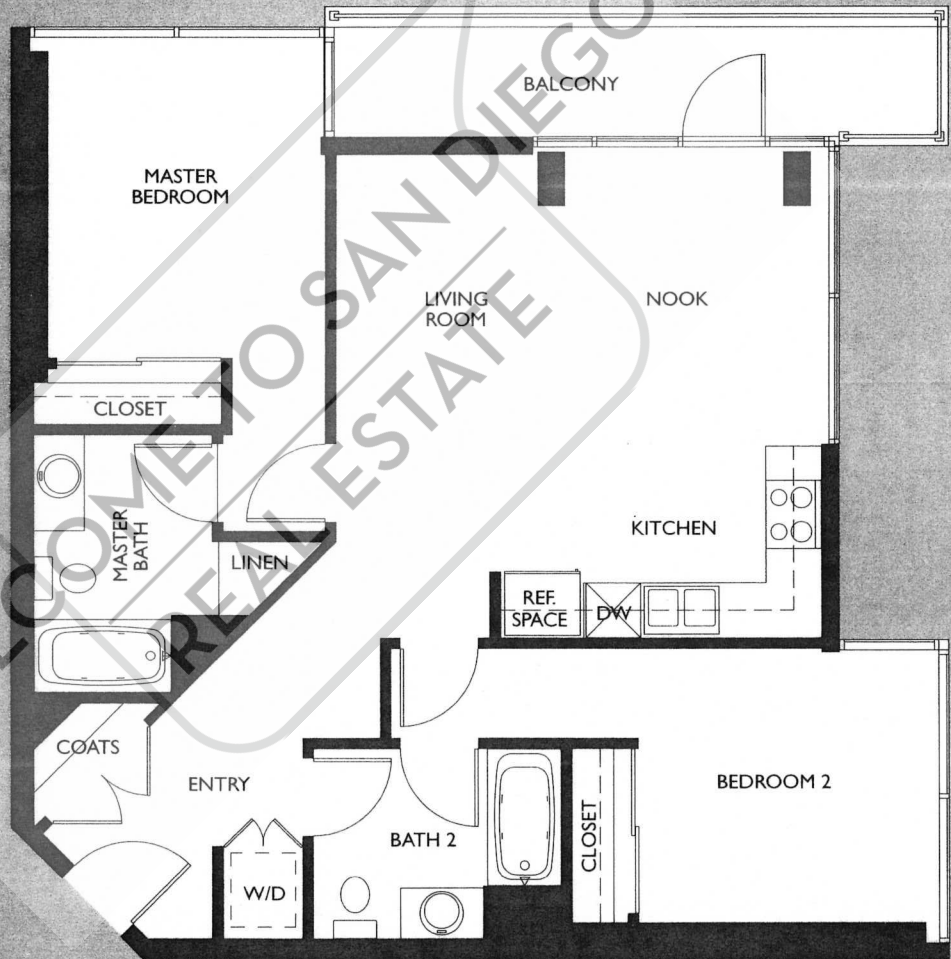 BALCONY
MASTER
BEDROOM
LIVING
ROOM
NOOK
CLOSET
MASTER
BATH
LINEN
KITCHEN
REF.
SPACE
DW
COATS
ENTRY
BEDROOM 2
CLOSET
BATH 2
W/D
COME TO SAN DIEGO
REAL ESTATE